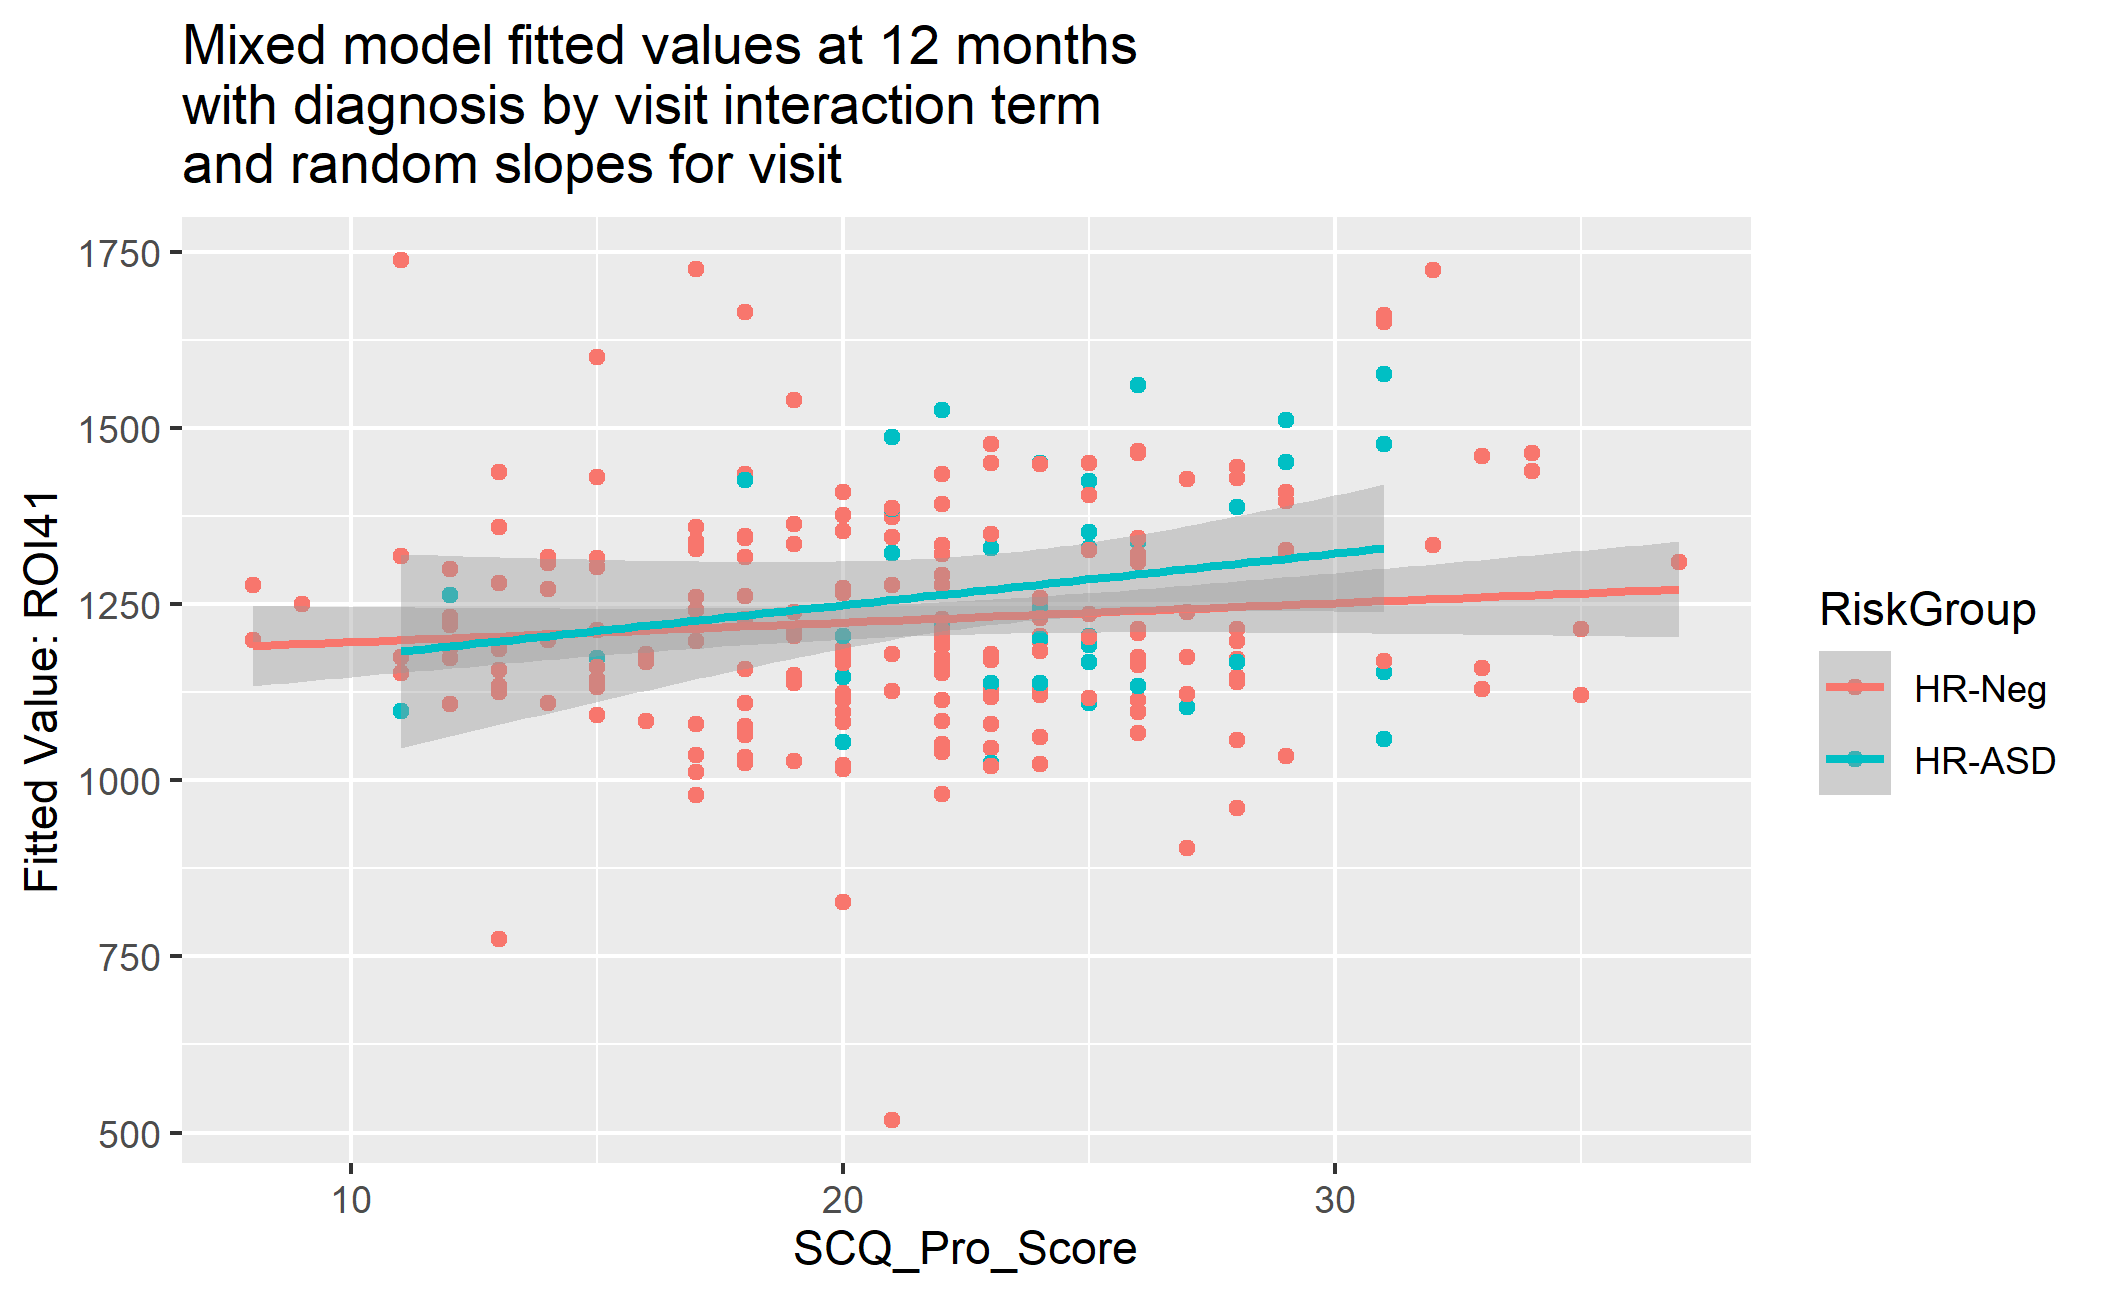 Mixed model fitted values at 12 months
with diagnosis by visit interaction term
and random slopes for visit
1750
1500
1250
1000
750
500
Fitted Value: ROI41
10
20
30
SCQ_Pro_Score
RiskGroup
HR-Neg
HR-ASD